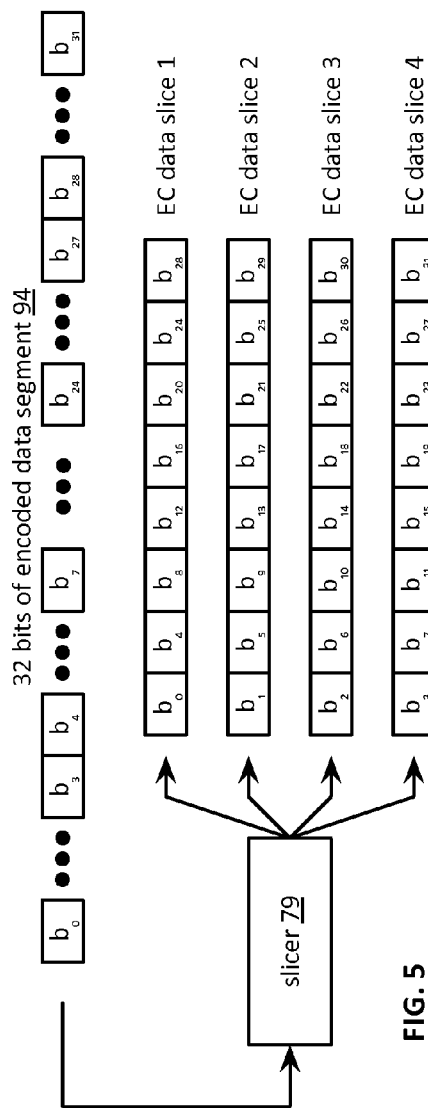 32 bits of encoded data segment 94
b0 ●●● b3 b4 ●●● b7 ●●● b24 ●●● b27 b28 ●●● b31
b0 b4 b8 b12 b16 b20 b24 b28 EC data slice 1
b1 b5 b9 b13 b17 b21 b25 b29 EC data slice 2
slicer 79
b2 b6 b10 b14 b18 b22 b26 b30 EC data slice 3
b3 b7 b11 b15 b19 b23 b27 b31 EC data slice 4
FIG. 5